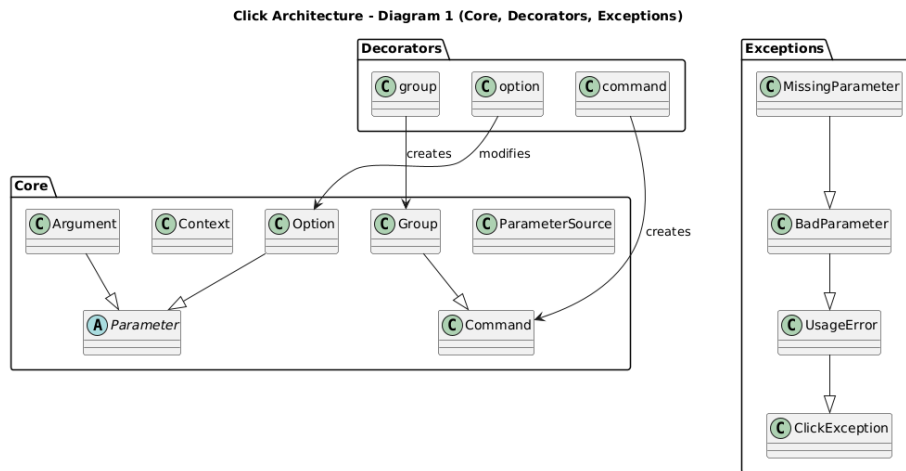 Click Architecture - Diagram 1 (Core, Decorators, Exceptions)
Decorators
C group
C option
C command
Exceptions
C MissingParameter
creates
modifies
Core
C Argument
C Context
C Option
C Group
C ParameterSource
C BadParameter
creates
A Parameter
C Command
C UsageError
C ClickException